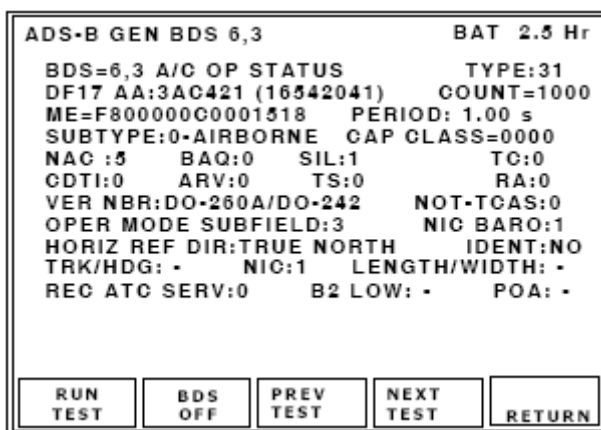 ADS-B GEN BDS 6,3 BAT 2.5 Hr
BDS=6,3 A/C OP STATUS TYPE:31
DF17 AA:3AC421 (16542041) COUNT=1000
ME=F800000C0001518 PERIOD: 1.00 s
SUBTYPE:0-AIRBORNE CAP CLASS=0000
NAC :5 BAQ:0 SIL:1 TC:0
CDTI:0 ARV:0 TS:0 RA:0
VER NBR:DO-260A/DO-242 NOT-TCAS:0
OPER MODE SUBFIELD:3 NIC BARO:1
HORIZ REF DIR:TRUE NORTH IDENT:NO
TRK/HDG: - NIC:1 LENGTH/WIDTH: -
REC ATC SERV:0 B2 LOW: - POA: -
RUN TEST
BDS OFF
PREV TEST
NEXT TEST
RETURN